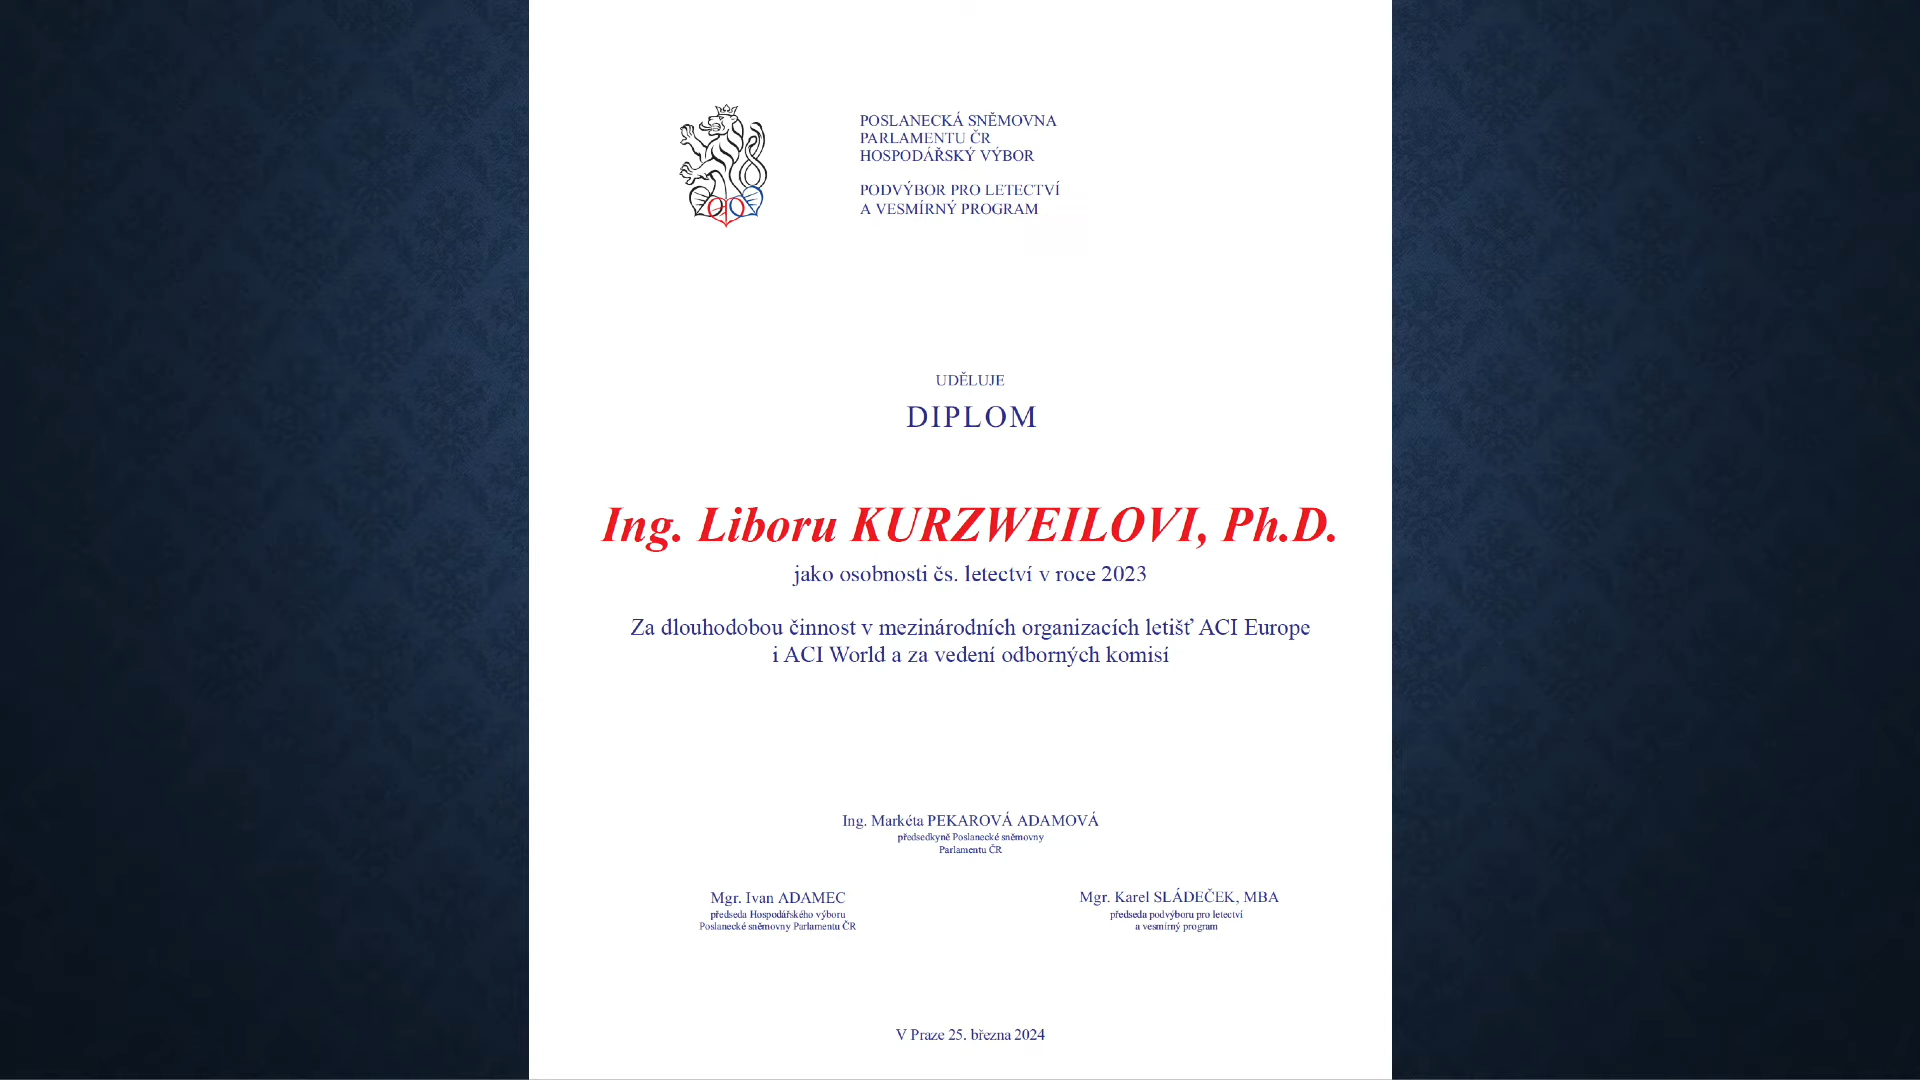 POSLANECKÁ SNĚMOVNA
PARLAMENTU ČR
HOSPODÁŘSKÝ VÝBOR
PODVÝBOR PRO LETECTVÍ
A VESMÍRNÝ PROGRAM
UDĚLUJE
DIPLOM
Ing. Liboru KURZWEILOVI, Ph.D.
jako osobnosti čs. letectví v roce 2023
Za dlouhodobou činnost v mezinárodních organizacích letišť ACI Europe
i ACI World a za vedení odborných komisí
Ing. Markéta PEKAROVÁ ADAMOVÁ
předsedkyně Poslanecké sněmovny
Parlamentu ČR
Mgr. Ivan ADAMEC
předseda Hospodářského výboru
Poslanecké sněmovny Parlamentu ČR
Mgr. Karel SLÁDEČEK, MBA
předseda podvýboru pro letectví
a vesmírný program
V Praze 25. března 2024